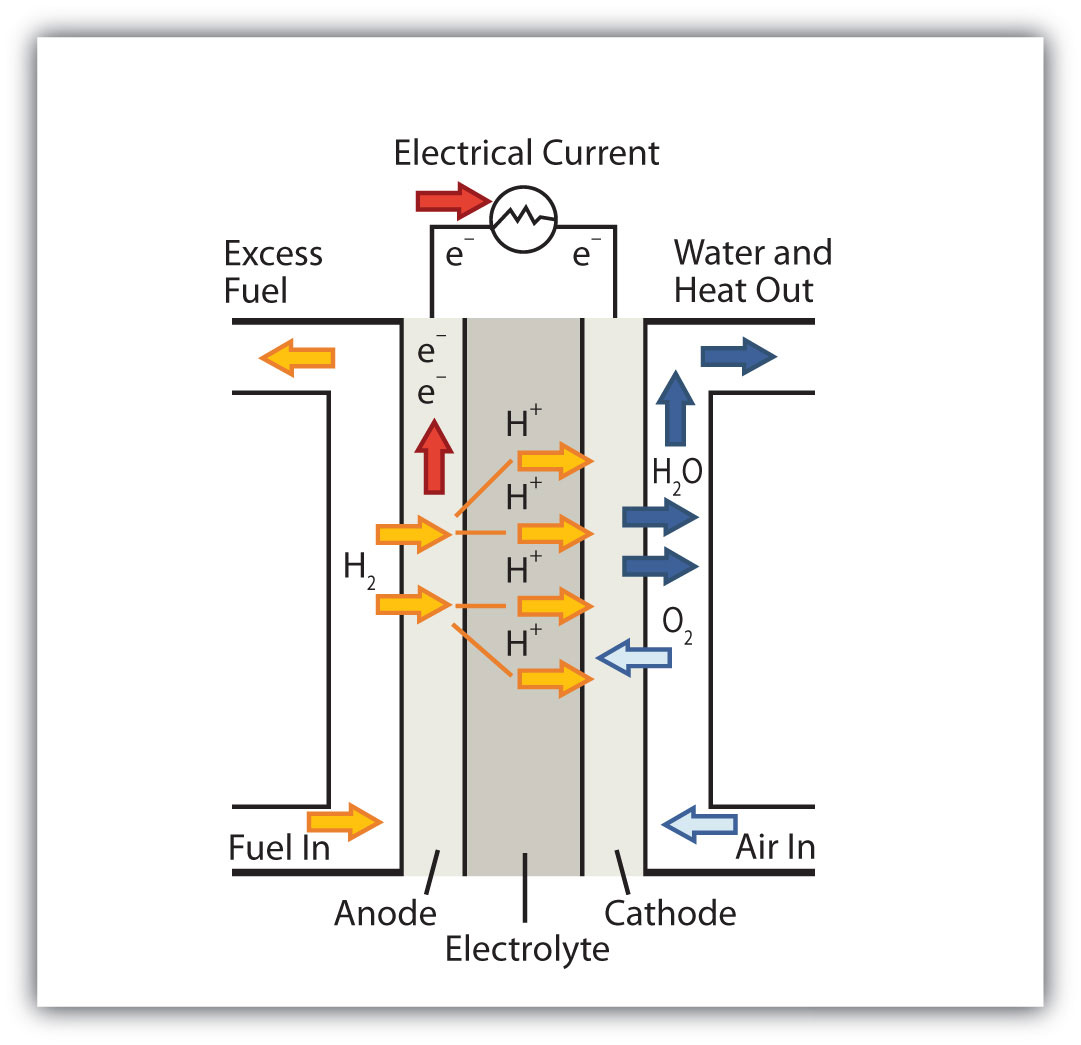 Electrical Current
e⁻ e⁻
Excess
Fuel
Water and
Heat Out
e⁻
e⁻
H⁺
H⁺
H₂O
H₂
H⁺
O₂
H⁺
Fuel In
Air In
Anode
Cathode
Electrolyte